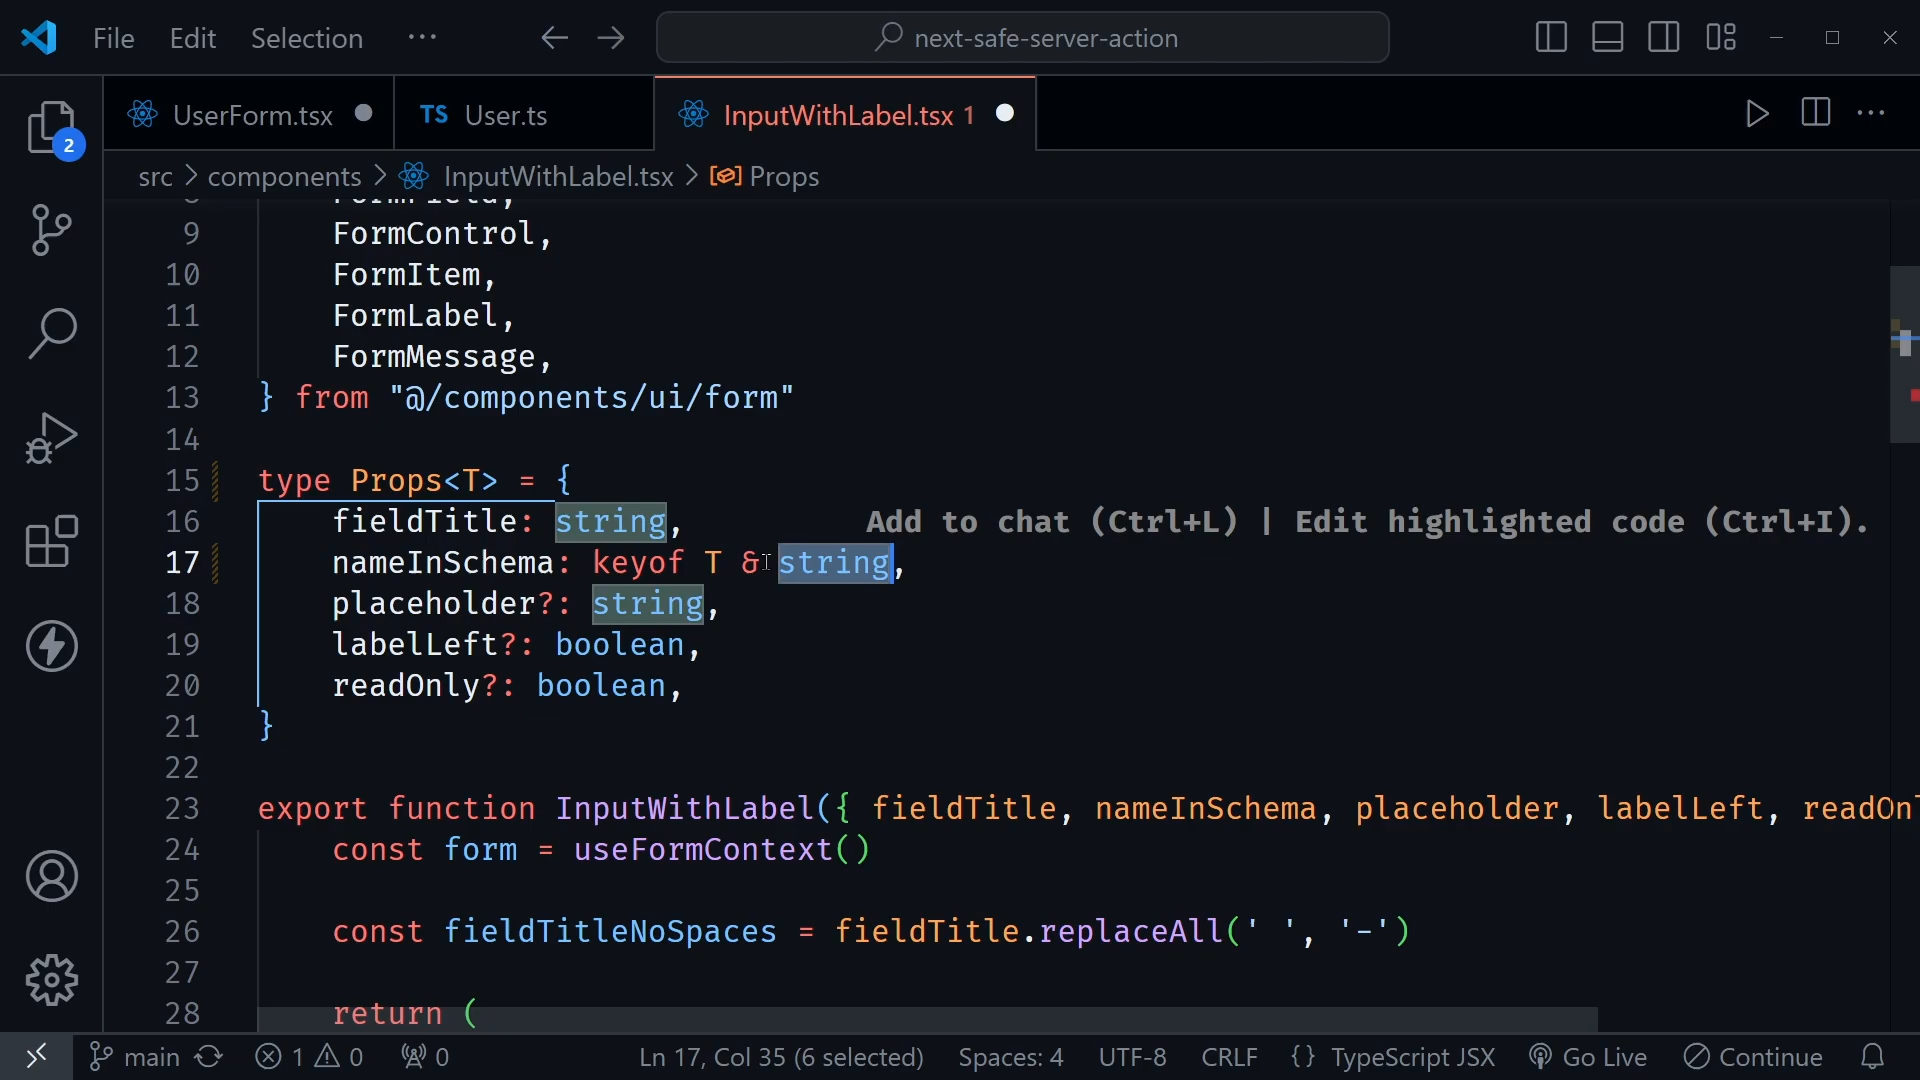 File Edit Selection ··· next-safe-server-action
UserForm.tsx TS User.ts InputWithLabel.tsx 1
2
src > components > InputWithLabel.tsx > Props
9 FormControl,
10 FormItem,
11 FormLabel,
12 FormMessage,
13 } from "@/components/ui/form"
14
15 type Props<T> = {
16 fieldTitle: string, Add to chat (Ctrl+L) | Edit highlighted code (Ctrl+I).
17 nameInSchema: keyof T & string,
18 placeholder?: string,
19 labelLeft?: boolean,
20 readOnly?: boolean,
21 }
22
23 export function InputWithLabel({ fieldTitle, nameInSchema, placeholder, labelLeft,
24 const form = useFormContext()
25
26 const fieldTitleNoSpaces = fieldTitle.replaceAll(' ', '-')
27
28 return (
main 1 0 0 Ln 17, Col 35 (6 selected) Spaces: 4 UTF-8 CRLF {} TypeScript JSX Go Live Continue